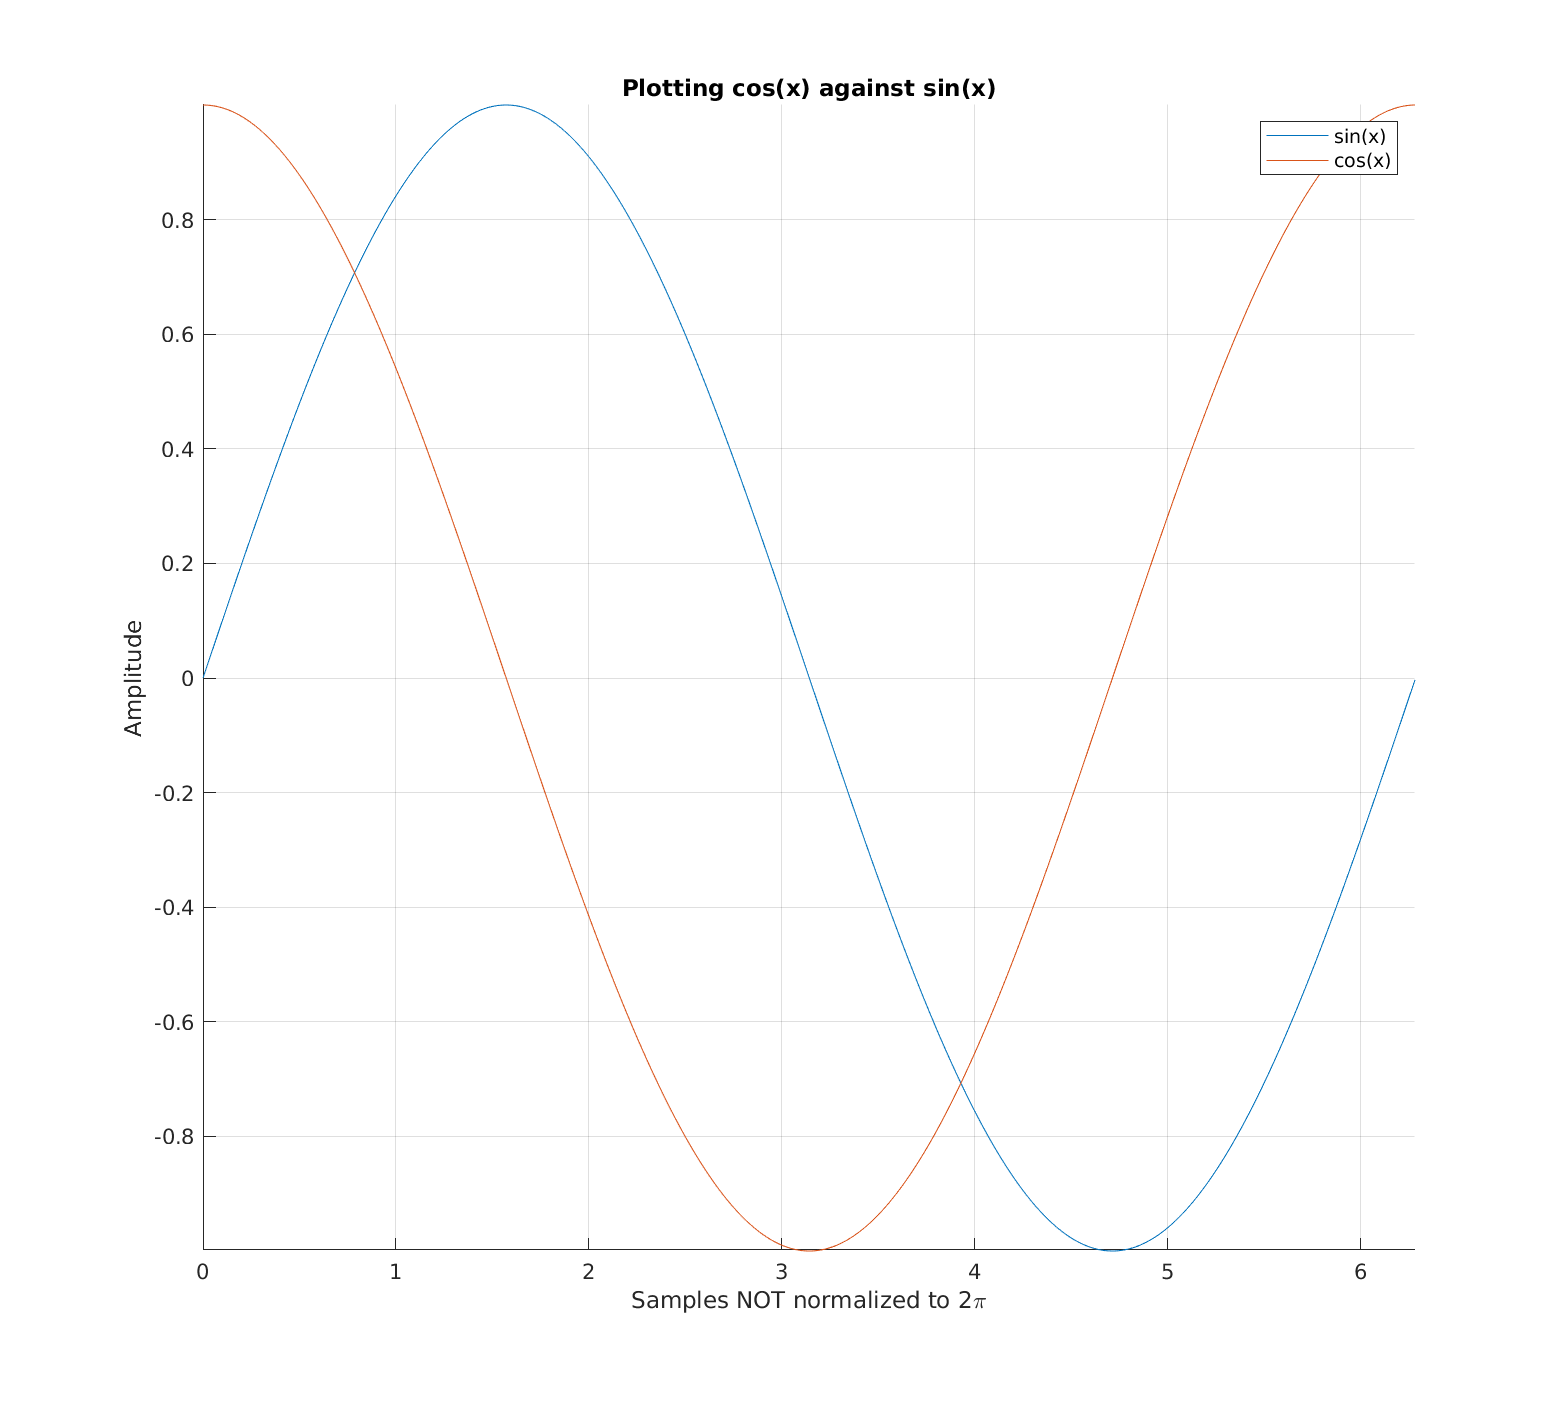 Plotting cos(x) against sin(x)
sin(x)
cos(x)
0.8
0.6
0.4
0.2
0
-0.2
-0.4
-0.6
-0.8
Amplitude
0 1 2 3 4 5 6
Samples NOT normalized to 2π